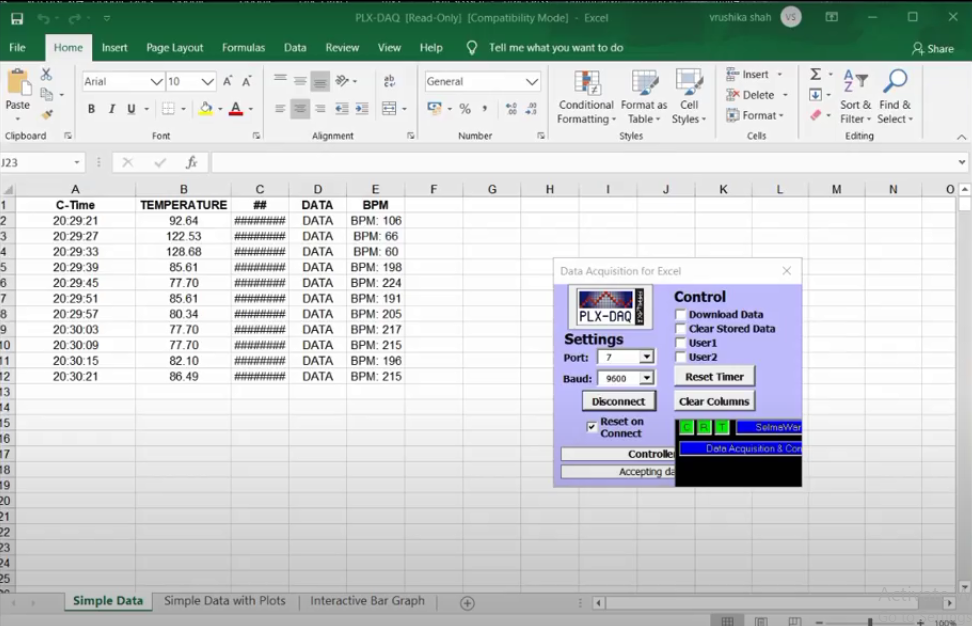 PLX-DAQ [Read-Only] [Compatibility Mode] - Excel
vrushika shah VS
File Home Insert Page Layout Formulas Data Review View Help Tell me what you want to do Share
Arial 10 General
Insert
Delete
Format
Paste
B I U
Conditional Formatting
Format as Table
Cell Styles
Sort & Filter
Find & Select
Clipboard Font Alignment Number Styles Cells Editing
J23 fx
A B C D E F G H I J K L M N O
1 C-Time TEMPERATURE ## DATA BPM
2 20:29:21 92.64 ######## DATA BPM: 106
3 20:29:27 122.53 ######## DATA BPM: 66
4 20:29:33 128.68 ######## DATA BPM: 60
5 20:29:39 85.61 ######## DATA BPM: 198
6 20:29:45 77.70 ######## DATA BPM: 224
7 20:29:51 85.61 ######## DATA BPM: 191
8 20:29:57 80.34 ######## DATA BPM: 205
9 20:30:03 77.70 ######## DATA BPM: 217
10 20:30:09 77.70 ######## DATA BPM: 215
11 20:30:15 82.10 ######## DATA BPM: 196
12 20:30:21 86.49 ######## DATA BPM: 215
13
14
15
16
17
18
19
20
21
22
23
24
25
Data Acquisition for Excel
PLX-DAQ
Control
Download Data
Clear Stored Data
User1
User2
Settings
Port: 7
Baud: 9600
Reset Timer
Disconnect
Clear Columns
Reset on
Connect
C R T SelmaWar
Data Acquisition & Con
Controlle
Accepting da
Simple Data Simple Data with Plots Interactive Bar Graph
100%